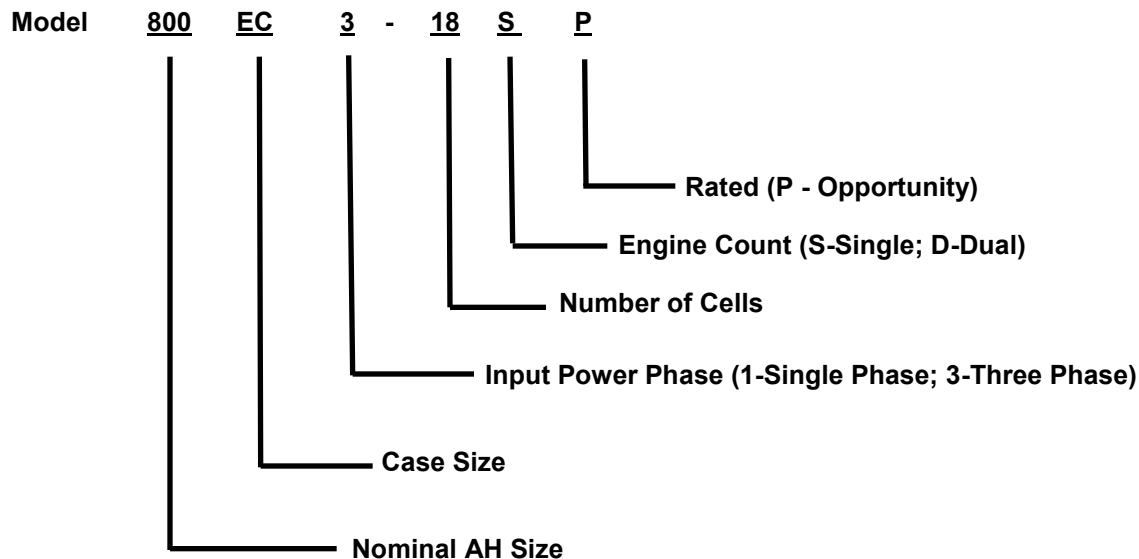 Model 800 EC 3 - 18 S P
Rated (P - Opportunity)
Engine Count (S-Single; D-Dual)
Number of Cells
Input Power Phase (1-Single Phase; 3-Three Phase)
Case Size
Nominal AH Size